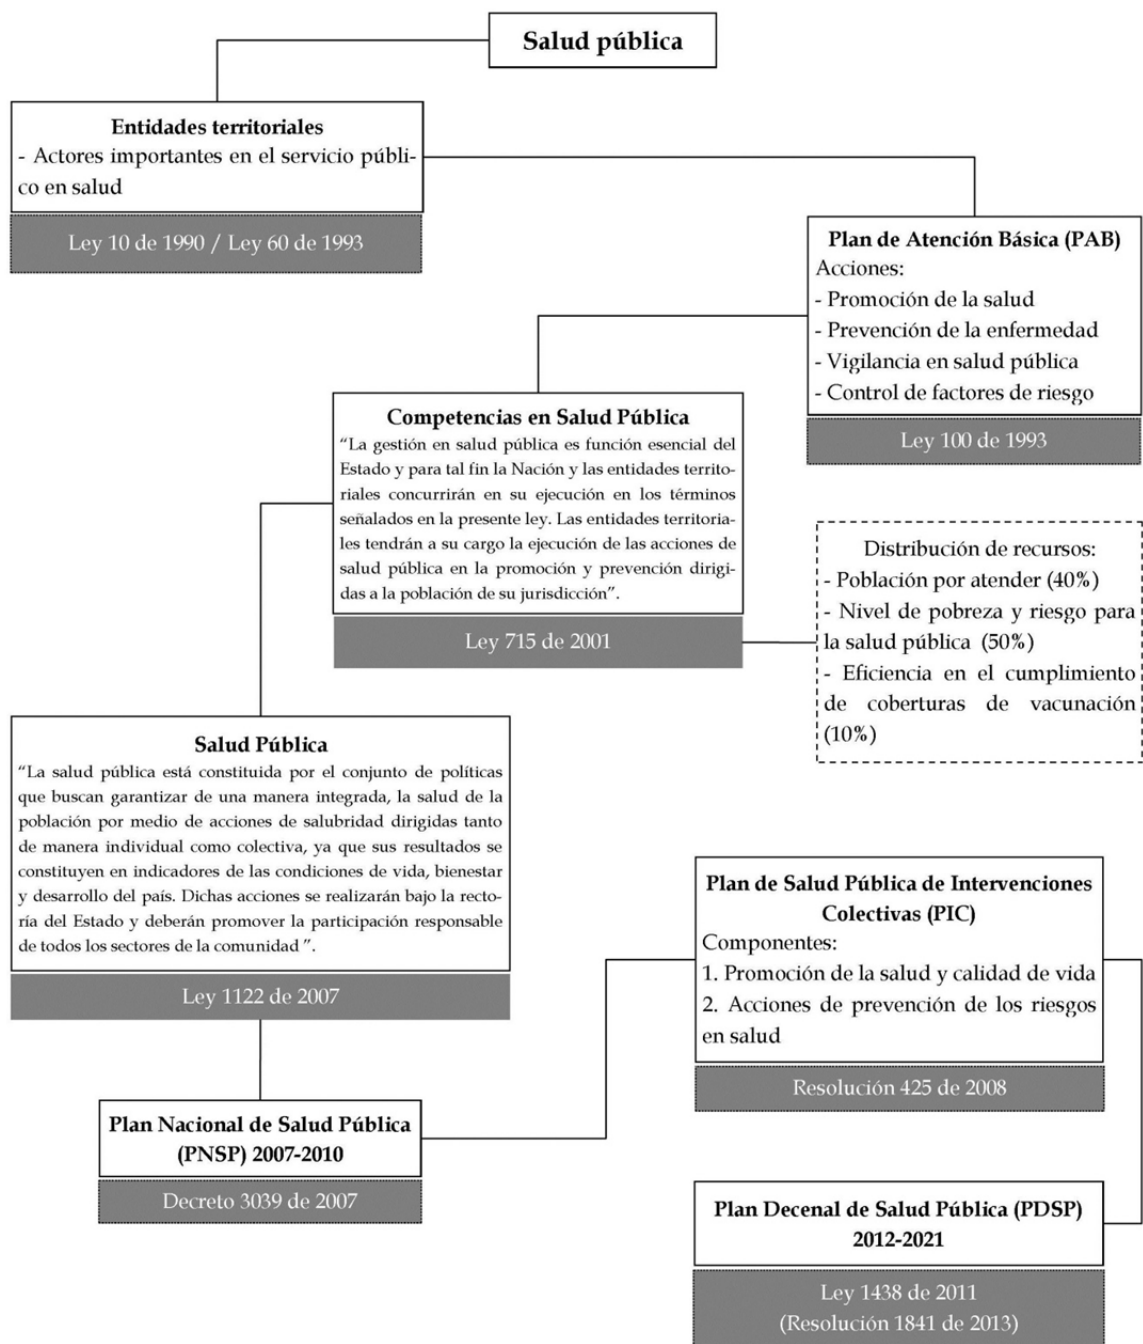 Salud pública
Entidades territoriales
- Actores importantes en el servicio públi-
co en salud
Ley 10 de 1990 / Ley 60 de 1993
Plan de Atención Básica (PAB)
Acciones:
- Promoción de la salud
- Prevención de la enfermedad
- Vigilancia en salud pública
- Control de factores de riesgo
Ley 100 de 1993
Competencias en Salud Pública
“La gestión en salud pública es función esencial del
Estado y para tal fin la Nación y las entidades territo-
riales concurrirán en su ejecución en los términos
señalados en la presente ley. Las entidades territoria-
les tendrán a su cargo la ejecución de las acciones de
salud pública en la promoción y prevención dirigi-
das a la población de su jurisdicción”.
Ley 715 de 2001
Distribución de recursos:
- Población por atender (40%)
- Nivel de pobreza y riesgo para
la salud pública (50%)
- Eficiencia en el cumplimiento
de coberturas de vacunación
(10%)
Salud Pública
“La salud pública está constituida por el conjunto de políticas
que buscan garantizar de una manera integrada, la salud de la
población por medio de acciones de salubridad dirigidas tanto
de manera individual como colectiva, ya que sus resultados se
constituyen en indicadores de las condiciones de vida, bienestar
y desarrollo del país. Dichas acciones se realizarán bajo la recto-
ría del Estado y deberán promover la participación responsable
de todos los sectores de la comunidad ”.
Ley 1122 de 2007
Plan Nacional de Salud Pública
(PNSP) 2007-2010
Decreto 3039 de 2007
Plan de Salud Pública de Intervenciones
Colectivas (PIC)
Componentes:
1. Promoción de la salud y calidad de vida
2. Acciones de prevención de los riesgos
en salud
Resolución 425 de 2008
Plan Decenal de Salud Pública (PDSP)
2012-2021
Ley 1438 de 2011
(Resolución 1841 de 2013)